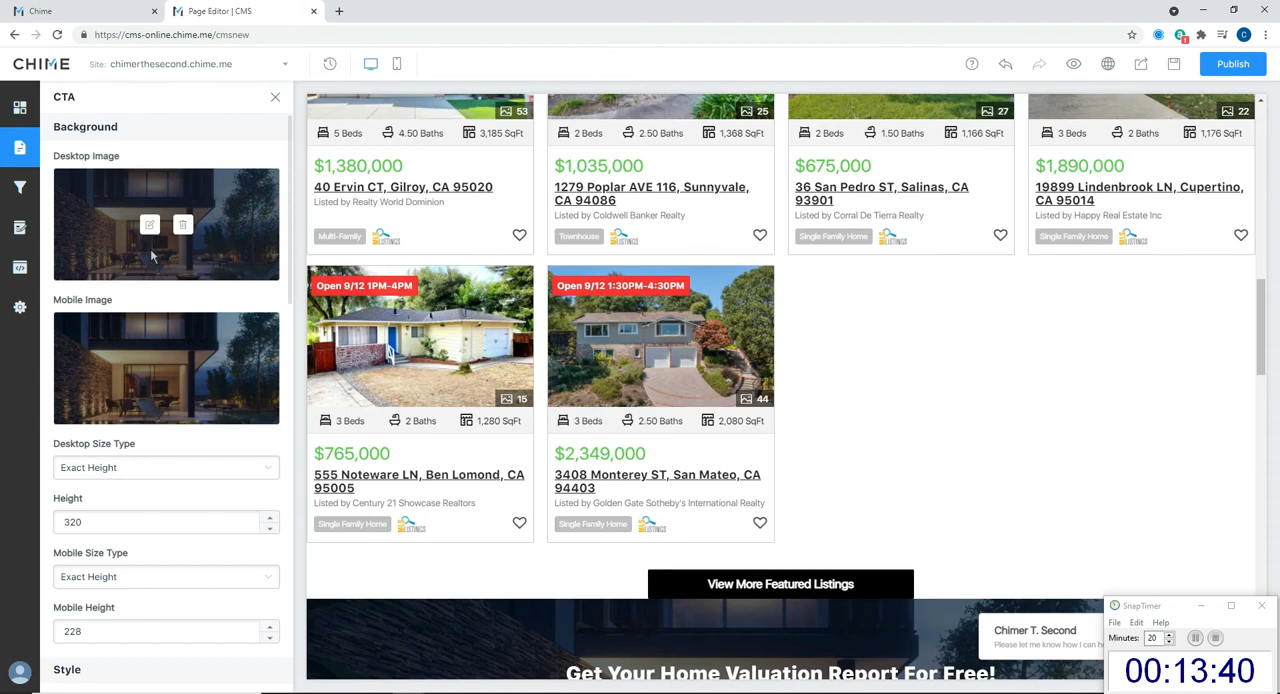 Chime
Page Editor | CMS
https://cms-online.chime.me/cmsnew
CHIME
Site: chimerthesecond.chime.me
Publish
CTA
Background
Desktop Image
Mobile Image
Desktop Size Type
Exact Height
Height
320
Mobile Size Type
Exact Height
Mobile Height
228
Style
53
25
27
22
5 Beds 4.50 Baths 3,185 SqFt
2 Beds 2.50 Baths 1,368 SqFt
2 Beds 1.50 Baths 1,166 SqFt
3 Beds 2 Baths 1,176 SqFt
$1,380,000
40 Ervin CT, Gilroy, CA 95020
Listed by Realty World Dominion
Multi-Family
$1,035,000
1279 Poplar AVE 116, Sunnyvale,
CA 94086
Listed by Coldwell Banker Realty
Townhouse
$675,000
36 San Pedro ST, Salinas, CA
93901
Listed by Corral De Tierra Realty
Single Family Home
$1,890,000
19899 Lindenbrook LN, Cupertino,
CA 95014
Listed by Happy Real Estate Inc
Single Family Home
Open 9/12 1PM-4PM
15
3 Beds 2 Baths 1,280 SqFt
$765,000
555 Noteware LN, Ben Lomond, CA
95005
Listed by Century 21 Showcase Realtors
Single Family Home
Open 9/12 1:30PM-4:30PM
44
3 Beds 2.50 Baths 2,080 SqFt
$2,349,000
3408 Monterey ST, San Mateo, CA
94403
Listed by Golden Gate Sotheby's International Realty
Single Family Home
View More Featured Listings
Chimer T. Second
Please let me know how I can he
Get Your Home Valuation Report For Free!
SnapTimer
File Edit Help
Minutes: 20
00:13:40